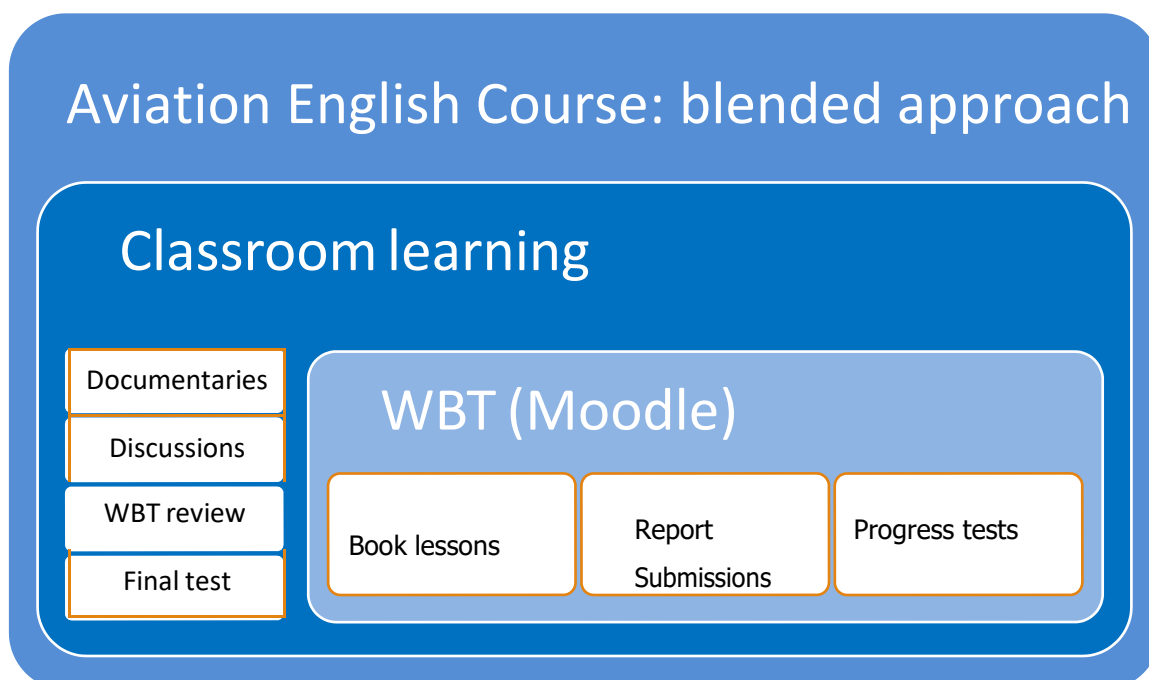 Aviation English Course: blended approach
Classroom learning
Documentaries
Discussions
WBT review
Final test
WBT (Moodle)
Book lessons
Report
Submissions
Progress tests